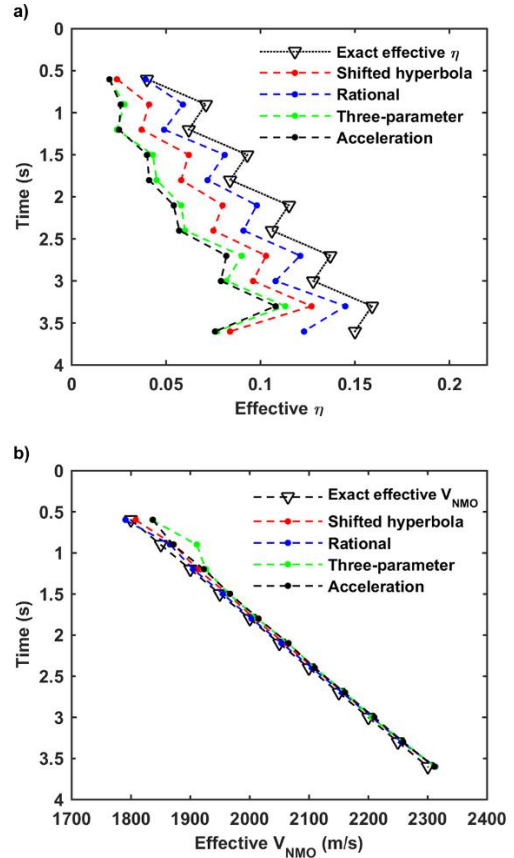 a)
0
0.5
1
1.5
2
2.5
3
3.5
4
Time (s)
Exact effective η
Shifted hyperbola
Rational
Three-parameter
Acceleration
0 0.05 0.1 0.15 0.2
Effective η
b)
0
0.5
1
1.5
2
2.5
3
3.5
4
Time (s)
Exact effective V_NMO
Shifted hyperbola
Rational
Three-parameter
Acceleration
1700 1800 1900 2000 2100 2200 2300 2400
Effective V_NMO (m/s)